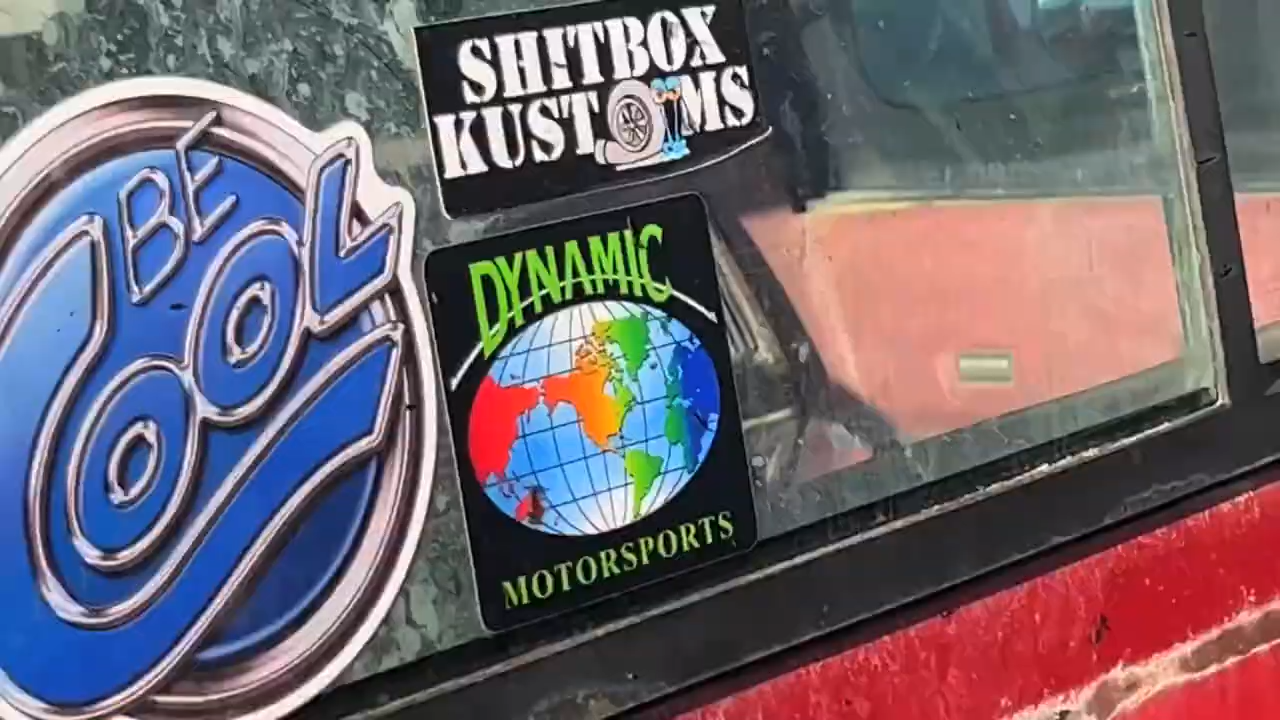 BE
COOL
SHITBOX
KUSTOMS
DYNAMIC
MOTORSPORTS